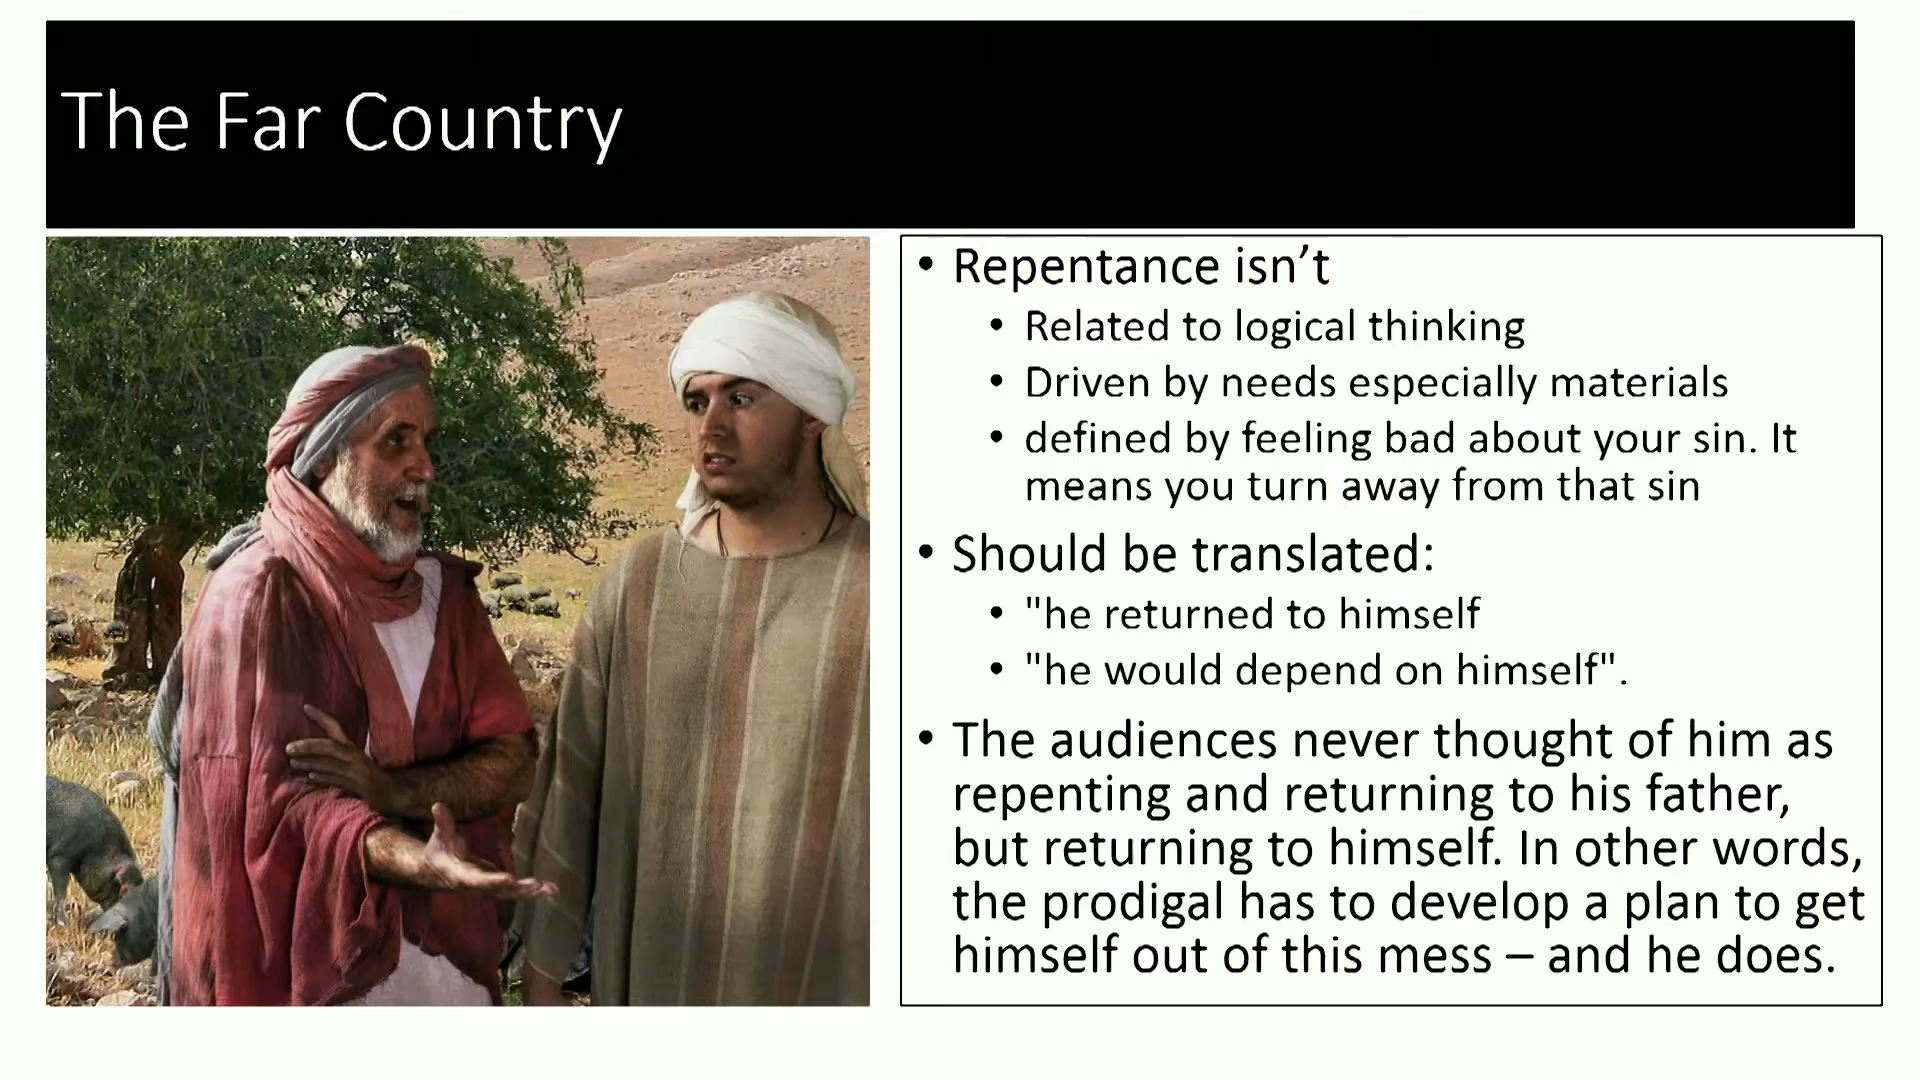 The Far Country
• Repentance isn’t
• Related to logical thinking
• Driven by needs especially materials
• defined by feeling bad about your sin. It
means you turn away from that sin
• Should be translated:
• "he returned to himself
• "he would depend on himself".
• The audiences never thought of him as
repenting and returning to his father,
but returning to himself. In other words,
the prodigal has to develop a plan to get
himself out of this mess – and he does.